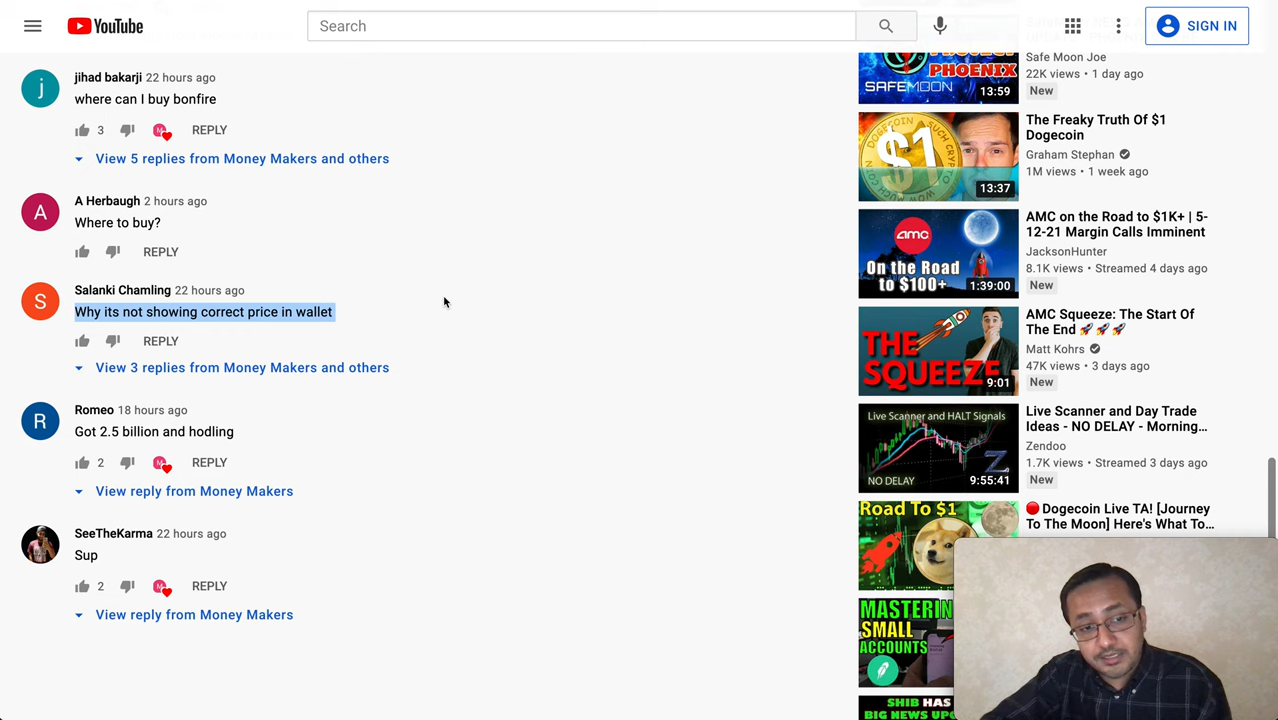 YouTube
Search
SIGN IN
jihad bakarji 22 hours ago
where can I buy bonfire
3 REPLY
View 5 replies from Money Makers and others
A Herbaugh 2 hours ago
Where to buy?
REPLY
Salanki Chamling 22 hours ago
Why its not showing correct price in wallet
REPLY
View 3 replies from Money Makers and others
Romeo 18 hours ago
Got 2.5 billion and hodling
2 REPLY
View reply from Money Makers
SeeTheKarma 22 hours ago
Sup
2 REPLY
View reply from Money Makers
PHOENIX
SAFEMOON
13:59
Safe Moon Joe
22K views • 1 day ago
New
DOGECOIN
$1
13:37
The Freaky Truth Of $1
Dogecoin
Graham Stephan
1M views • 1 week ago
amc
On the Road
to $100+
1:39:00
AMC on the Road to $1K+ | 5-
12-21 Margin Calls Imminent
JacksonHunter
8.1K views • Streamed 4 days ago
New
THE
SQUEEZE
9:01
AMC Squeeze: The Start Of
The End 🚀🚀🚀
Matt Kohrs
47K views • 3 days ago
New
Live Scanner and HALT Signals
NO DELAY
9:55:41
Live Scanner and Day Trade
Ideas - NO DELAY - Morning...
Zendoo
1.7K views • Streamed 3 days ago
New
Road To $1
🔴 Dogecoin Live TA! [Journey
To The Moon] Here's What To...
SMALL
ACCOUNTS
SHIB HAS
BIG NEWS